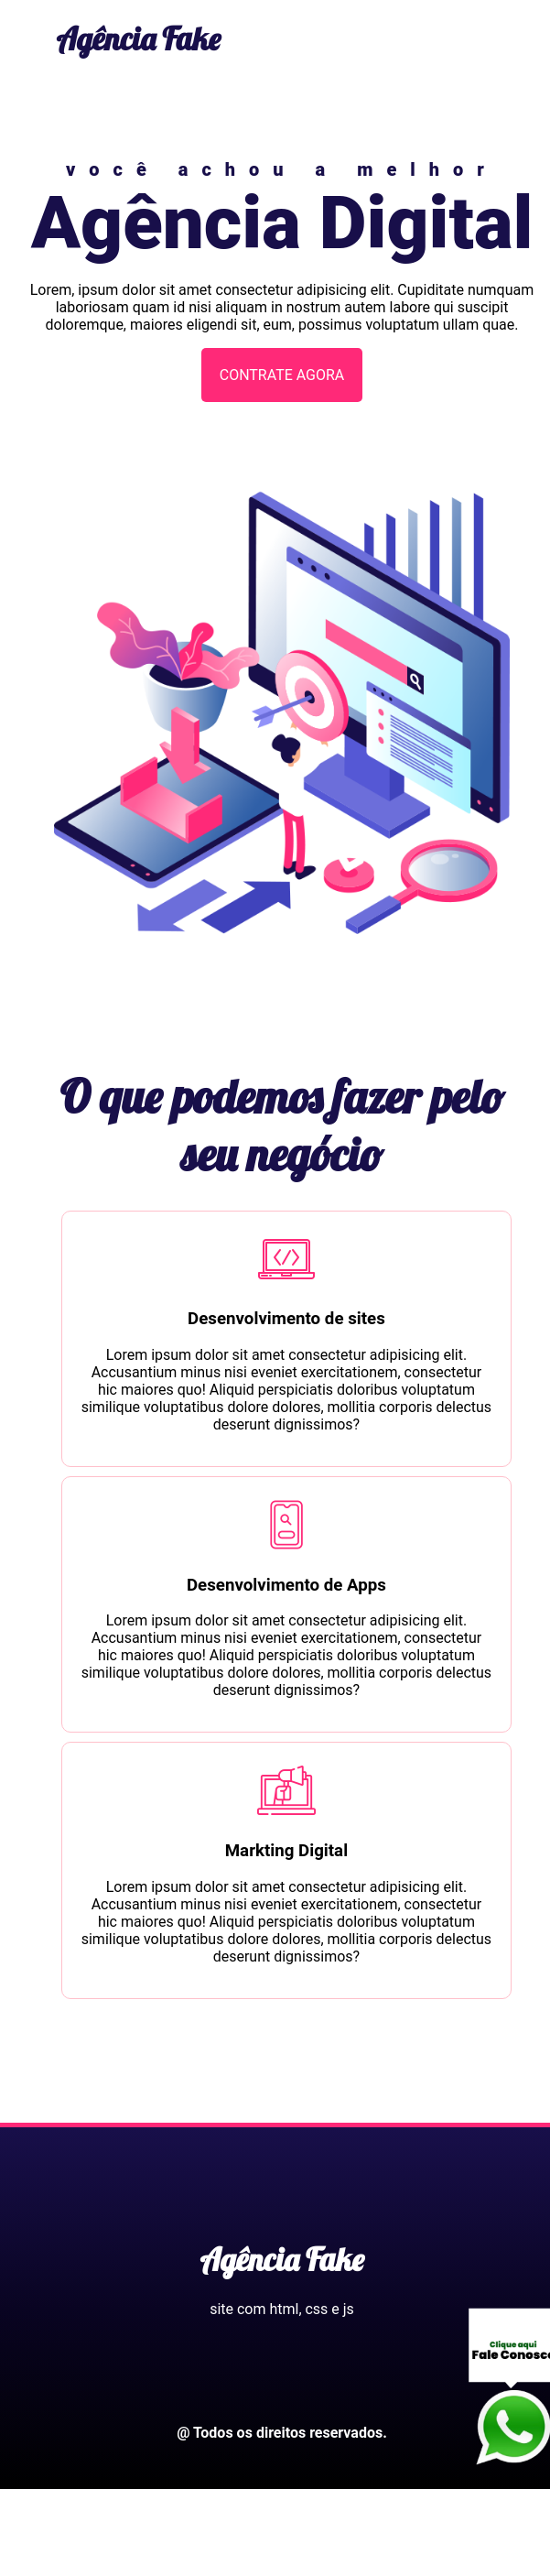 Agência Fake
você achou a melhor
Agência Digital
Lorem, ipsum dolor sit amet consectetur adipisicing elit. Cupiditate numquam
laboriosam quam id nisi aliquam in nostrum autem labore qui suscipit
doloremque, maiores eligendi sit, eum, possimus voluptatum ullam quae.
CONTRATE AGORA
O que podemos fazer pelo
seu negócio
Desenvolvimento de sites
Lorem ipsum dolor sit amet consectetur adipisicing elit.
Accusantium minus nisi eveniet exercitationem, consectetur
hic maiores quo! Aliquid perspiciatis doloribus voluptatum
similique voluptatibus dolore dolores, mollitia corporis delectus
deserunt dignissimos?
Desenvolvimento de Apps
Lorem ipsum dolor sit amet consectetur adipisicing elit.
Accusantium minus nisi eveniet exercitationem, consectetur
hic maiores quo! Aliquid perspiciatis doloribus voluptatum
similique voluptatibus dolore dolores, mollitia corporis delectus
deserunt dignissimos?
Markting Digital
Lorem ipsum dolor sit amet consectetur adipisicing elit.
Accusantium minus nisi eveniet exercitationem, consectetur
hic maiores quo! Aliquid perspiciatis doloribus voluptatum
similique voluptatibus dolore dolores, mollitia corporis delectus
deserunt dignissimos?
Agência Fake
site com html, css e js
Clique aqui
Fale Conosco
@ Todos os direitos reservados.